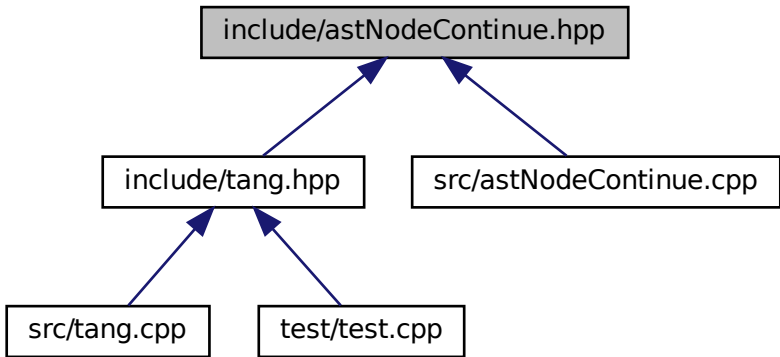 include/astNodeContinue.hpp
include/tang.hpp
src/astNodeContinue.cpp
src/tang.cpp
test/test.cpp